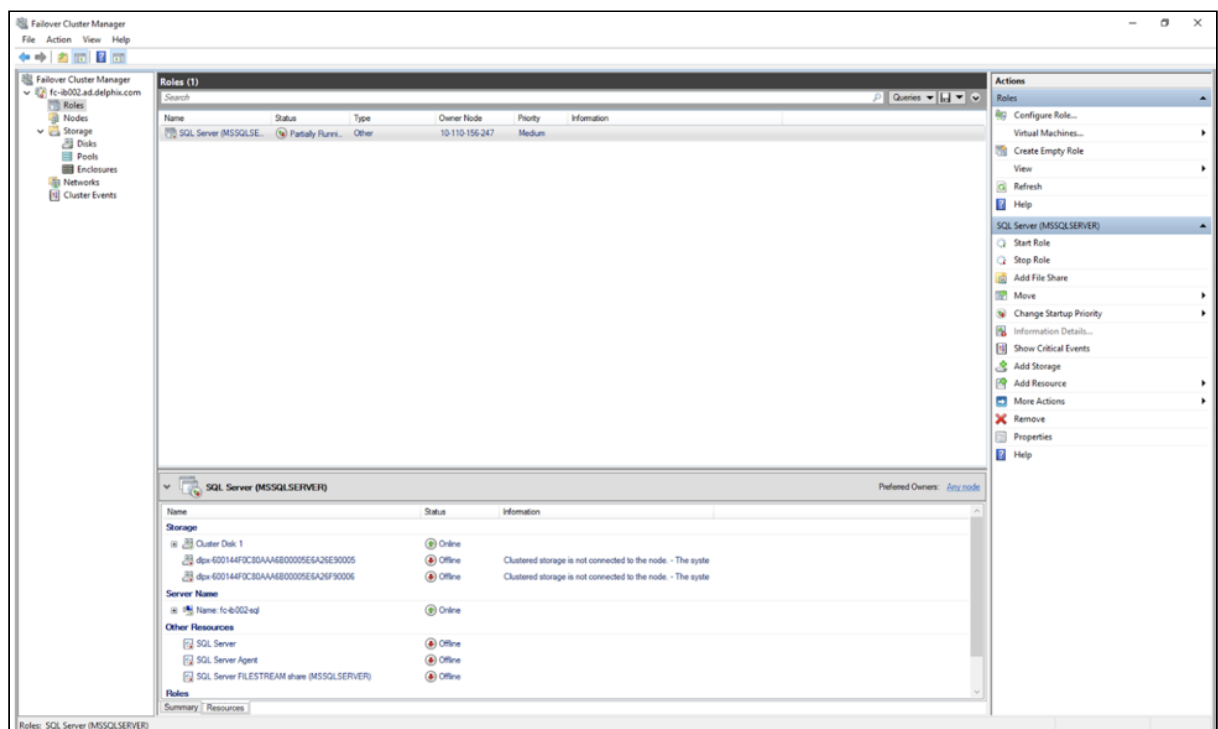 Failover Cluster Manager
File Action View Help
Failover Cluster Manager
fc-ib002.ad.delphix.com
Roles
Nodes
Storage
Disks
Pools
Enclosures
Networks
Cluster Events
Roles (1)
Search Queries
Name Status Type Owner Node Priority Information
SQL Server (MSSQLSE... Partially Runni... Other 10-110-156-247 Medium
SQL Server (MSSQLSERVER) Preferred Owners: Any node
Name Status Information
Storage
Cluster Disk 1 Online
Offline Clustered storage is not connected to the node. - The syste
Offline Clustered storage is not connected to the node. - The syste
Server Name
Name: fc-ib002-sql Online
Other Resources
SQL Server Offline
SQL Server Agent Offline
SQL Server FILESTREAM share (MSSQLSERVER) Offline
Roles
Summary Resources
Actions
Roles
Configure Role...
Virtual Machines...
Create Empty Role
View
Refresh
Help
SQL Server (MSSQLSERVER)
Start Role
Stop Role
Add File Share
Move
Change Startup Priority
Information Details...
Show Critical Events
Add Storage
Add Resource
More Actions
Remove
Properties
Help
Roles: SQL Server (MSSQLSERVER)